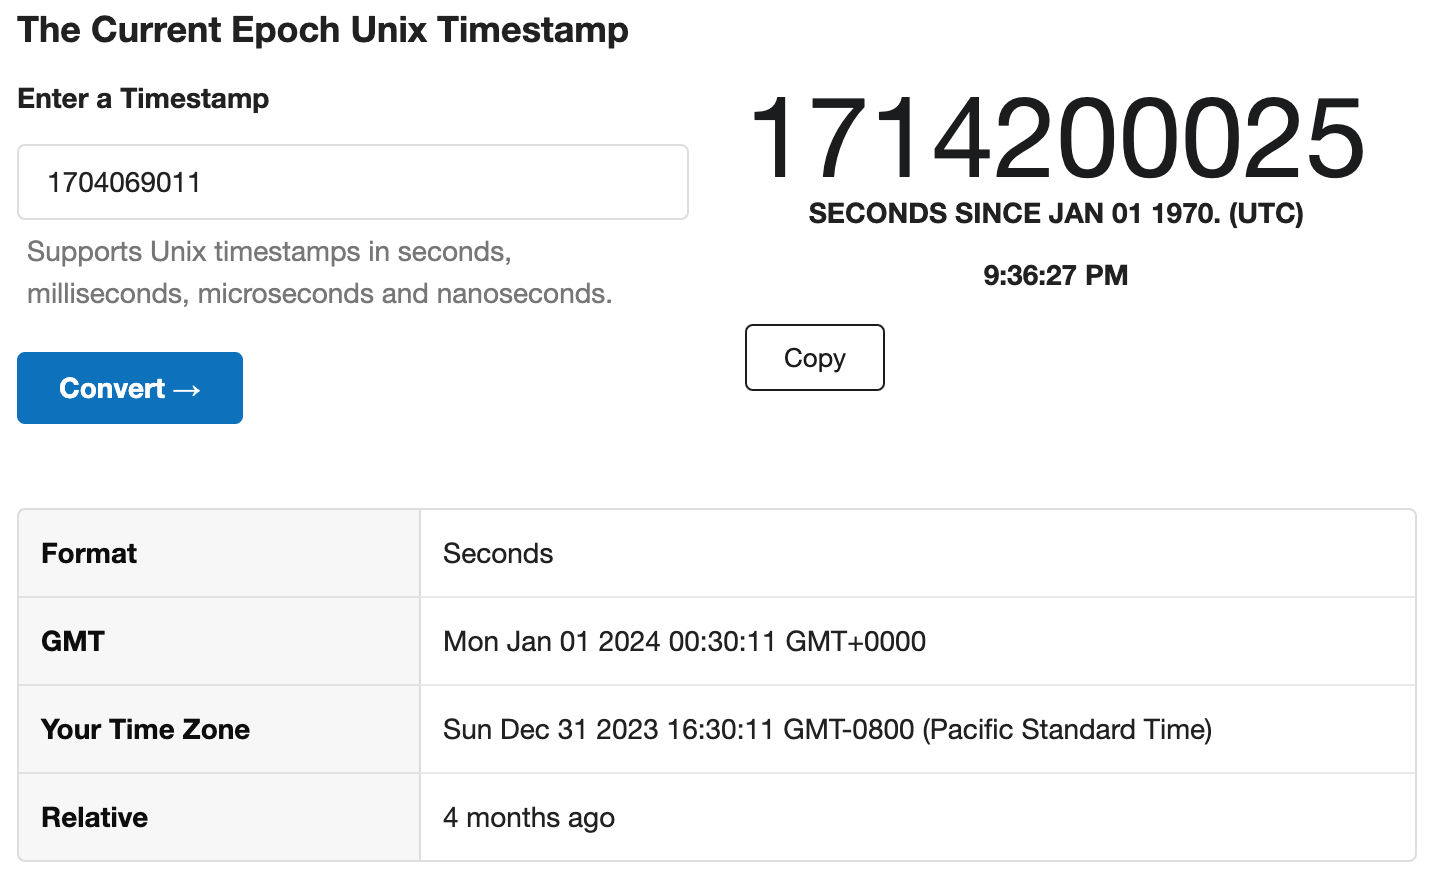 The Current Epoch Unix Timestamp
Enter a Timestamp
1704069011
Supports Unix timestamps in seconds,
milliseconds, microseconds and nanoseconds.
Convert →
1714200025
SECONDS SINCE JAN 01 1970. (UTC)
9:36:27 PM
Copy
Format Seconds
GMT Mon Jan 01 2024 00:30:11 GMT+0000
Your Time Zone Sun Dec 31 2023 16:30:11 GMT-0800 (Pacific Standard Time)
Relative 4 months ago